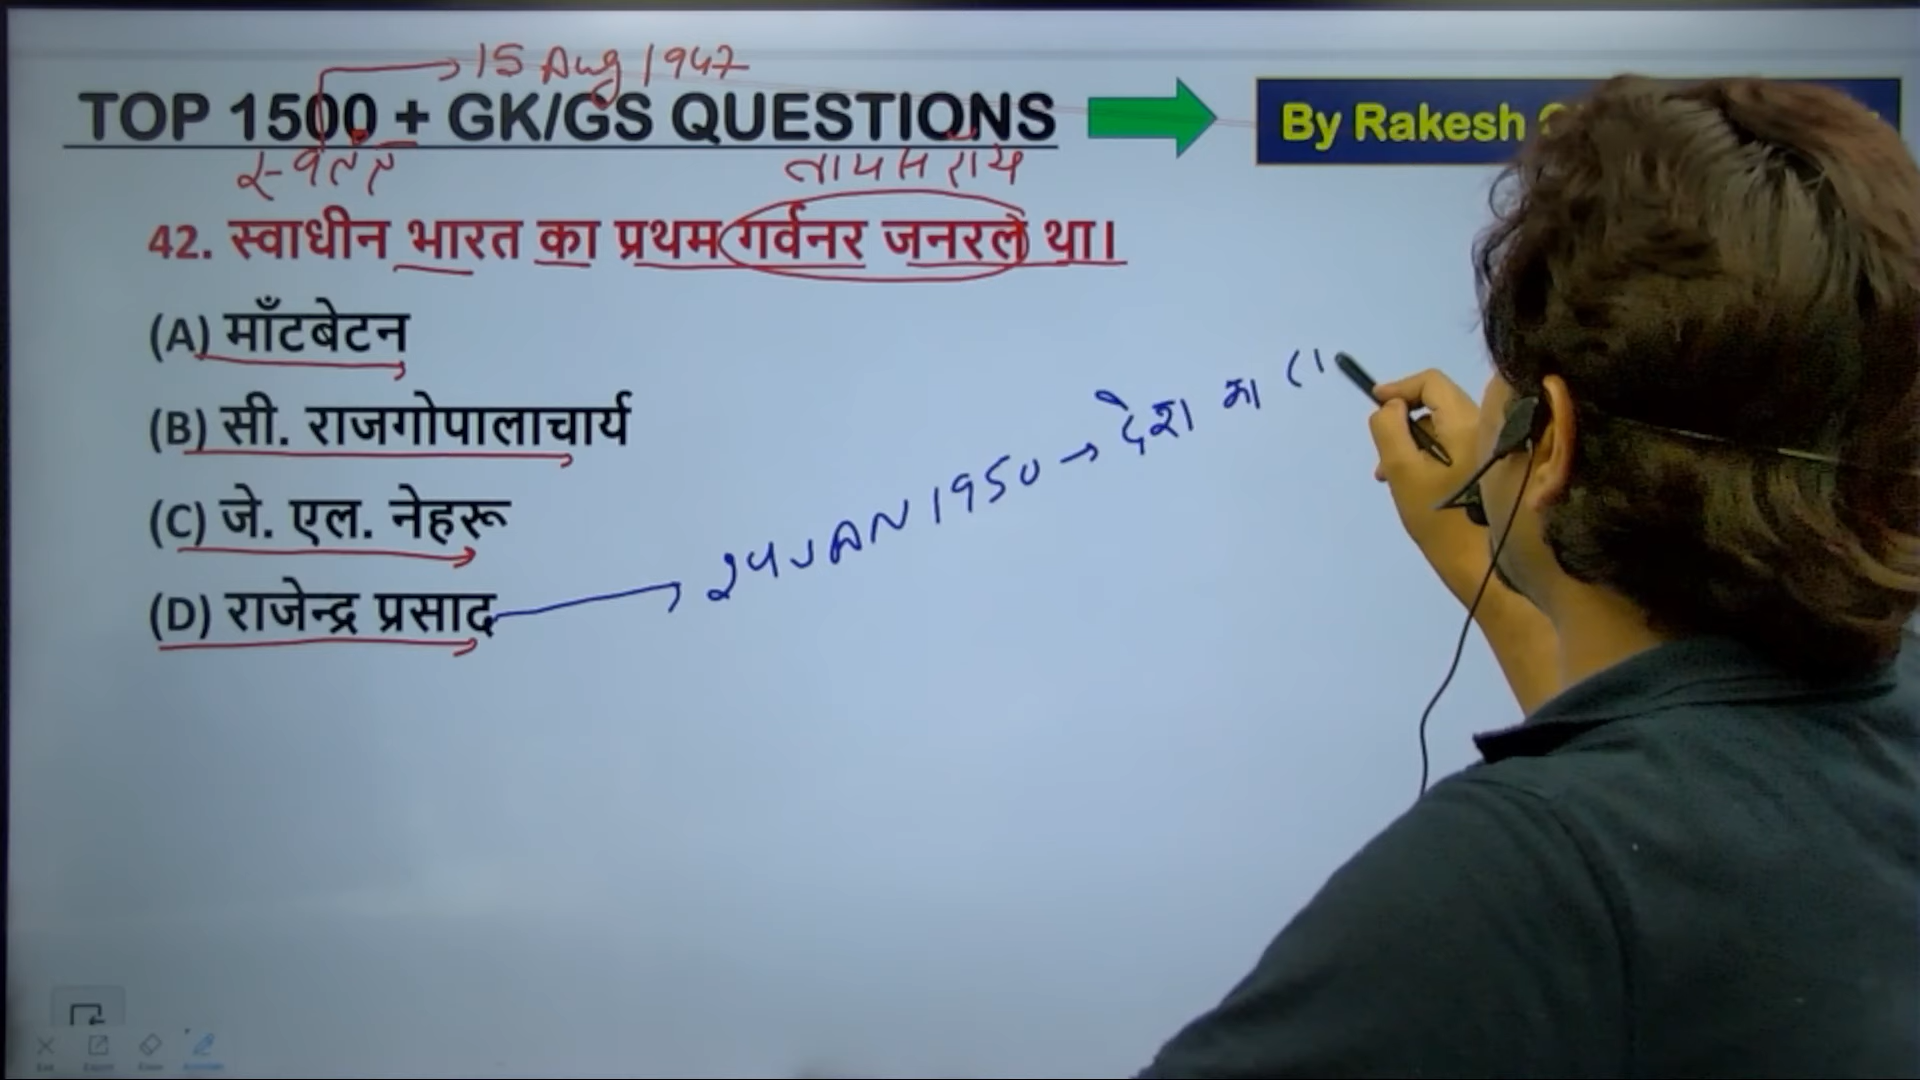 15 Aug 1947
TOP 1500 + GK/GS QUESTIONS
By Rakesh
स्वतंत्र
वायसराय
42. स्वाधीन भारत का प्रथम गर्वनर जनरले था।
(A) माँटबेटन
(B) सी. राजगोपालाचार्य
(C) जे. एल. नेहरू
(D) राजेन्द्र प्रसाद
24 JAN 1950 → देश का